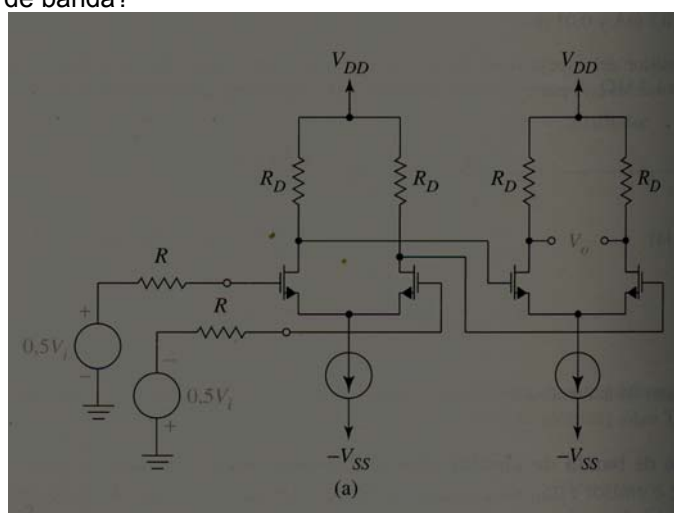 de banda?
V_DD V_DD
R_D R_D R_D R_D
V_o
R
R
+ −
0,5V_i 0,5V_i
− +
−V_SS −V_SS
(a)